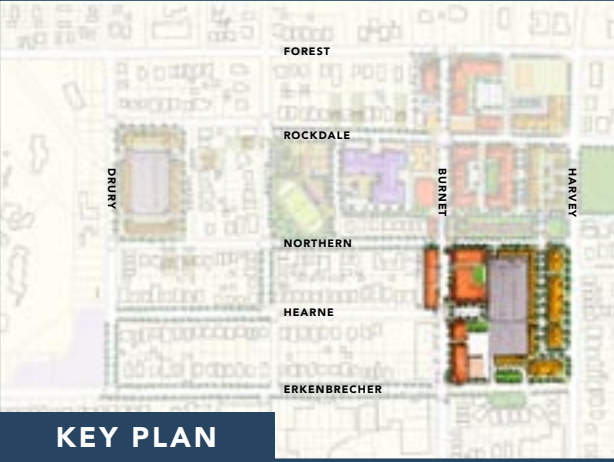 FOREST
ROCKDALE
DRURY
BURNET
HARVEY
NORTHERN
HEARNE
ERKENBRECHER
KEY PLAN